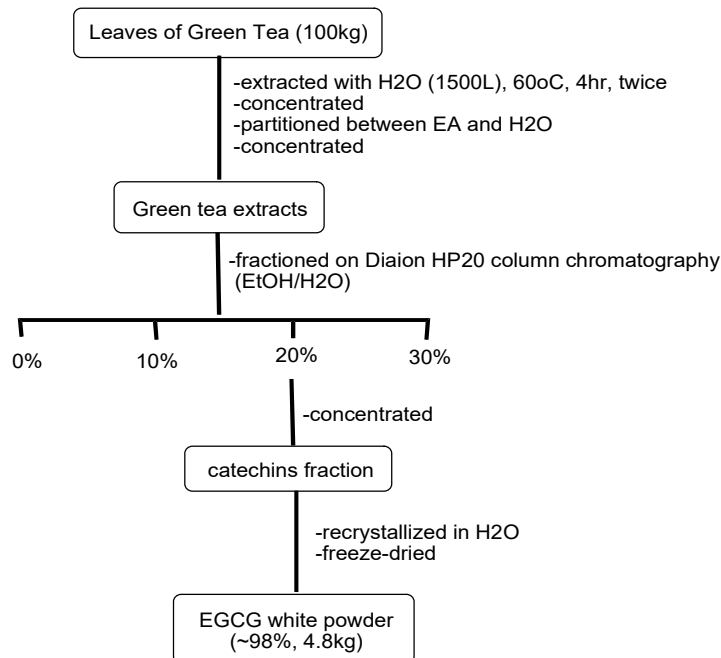 Leaves of Green Tea (100kg)
-extracted with H2O (1500L), 60oC, 4hr, twice
-concentrated
-partitioned between EA and H2O
-concentrated
Green tea extracts
-fractioned on Diaion HP20 column chromatography
(EtOH/H2O)
0%
10%
20%
30%
-concentrated
catechins fraction
-recrystallized in H2O
-freeze-dried
EGCG white powder
(~98%, 4.8kg)